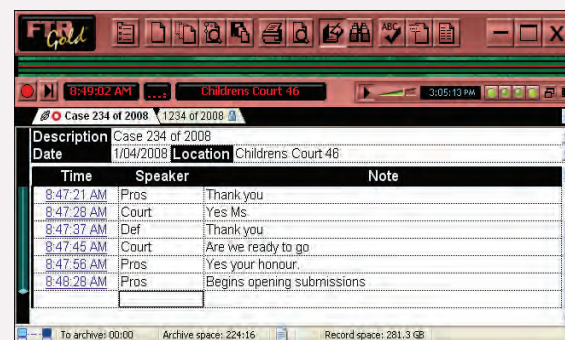 FTR Gold
ABC
8:49:02 AM Childrens Court 46 3:05:13 PM
Case 234 of 2008 1234 of 2008
Description Case 234 of 2008
Date 1/04/2008 Location Childrens Court 46
Time Speaker Note
8:47:21 AM Pros Thank you
8:47:28 AM Court Yes Ms
8:47:37 AM Def Thank you
8:47:45 AM Court Are we ready to go
8:47:56 AM Pros Yes your honour.
8:48:28 AM Pros Begins opening submissions
To archive: 00:00 Archive space: 224:16 Record space: 281.3 GB